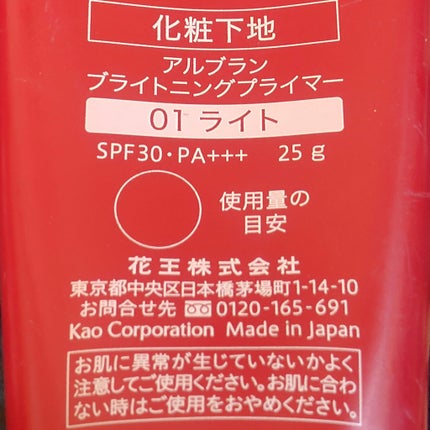 化粧下地
アルブラン
ブライトニングプライマー
01 ライト
SPF30・PA+++ 25g
使用量の
目安
花王株式会社
東京都中央区日本橋茅場町1-14-10
お問合せ先 0120-165-691
Kao Corporation Made in Japan
お肌に異常が生じていないかよく
注意してご使用ください。お肌に合わ
ない時はご使用をおやめください。